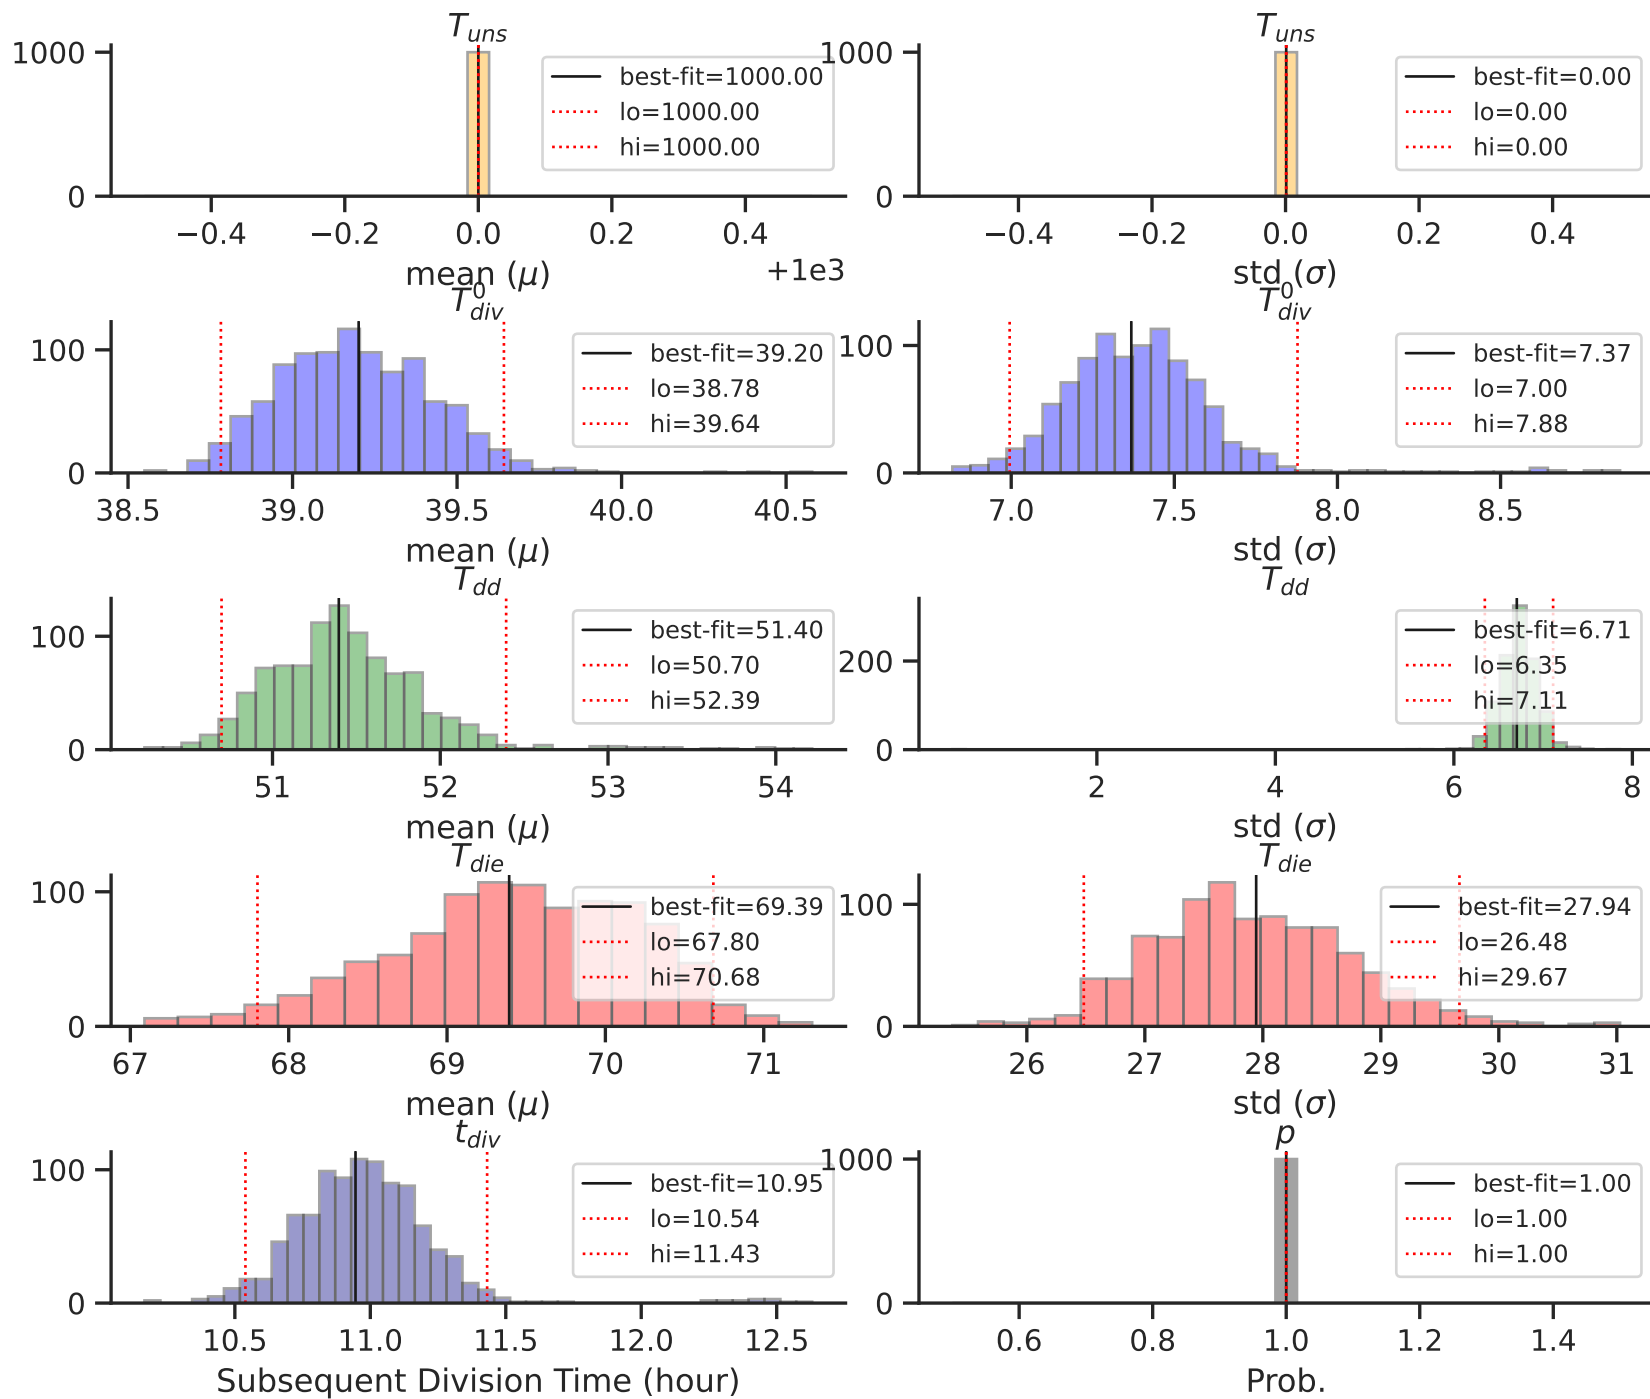 T_uns
1000
0
best-fit=1000.00
lo=1000.00
hi=1000.00
−0.4 −0.2 0.0 0.2 0.4
mean (μ)
+1e3
T_uns
1000
0
best-fit=0.00
lo=0.00
hi=0.00
−0.4 −0.2 0.0 0.2 0.4
std (σ)
T⁰_div
100
0
best-fit=39.20
lo=38.78
hi=39.64
38.5 39.0 39.5 40.0 40.5
mean (μ)
T⁰_div
100
0
best-fit=7.37
lo=7.00
hi=7.88
7.0 7.5 8.0 8.5
std (σ)
T_dd
100
0
best-fit=51.40
lo=50.70
hi=52.39
51 52 53 54
mean (μ)
T_dd
200
0
best-fit=6.71
lo=6.35
hi=7.11
2 4 6 8
std (σ)
T_die
100
0
best-fit=69.39
lo=67.80
hi=70.68
67 68 69 70 71
mean (μ)
T_die
100
0
best-fit=27.94
lo=26.48
hi=29.67
26 27 28 29 30 31
std (σ)
t_div
100
0
best-fit=10.95
lo=10.54
hi=11.43
10.5 11.0 11.5 12.0 12.5
Subsequent Division Time (hour)
p
1000
0
best-fit=1.00
lo=1.00
hi=1.00
0.6 0.8 1.0 1.2 1.4
Prob.